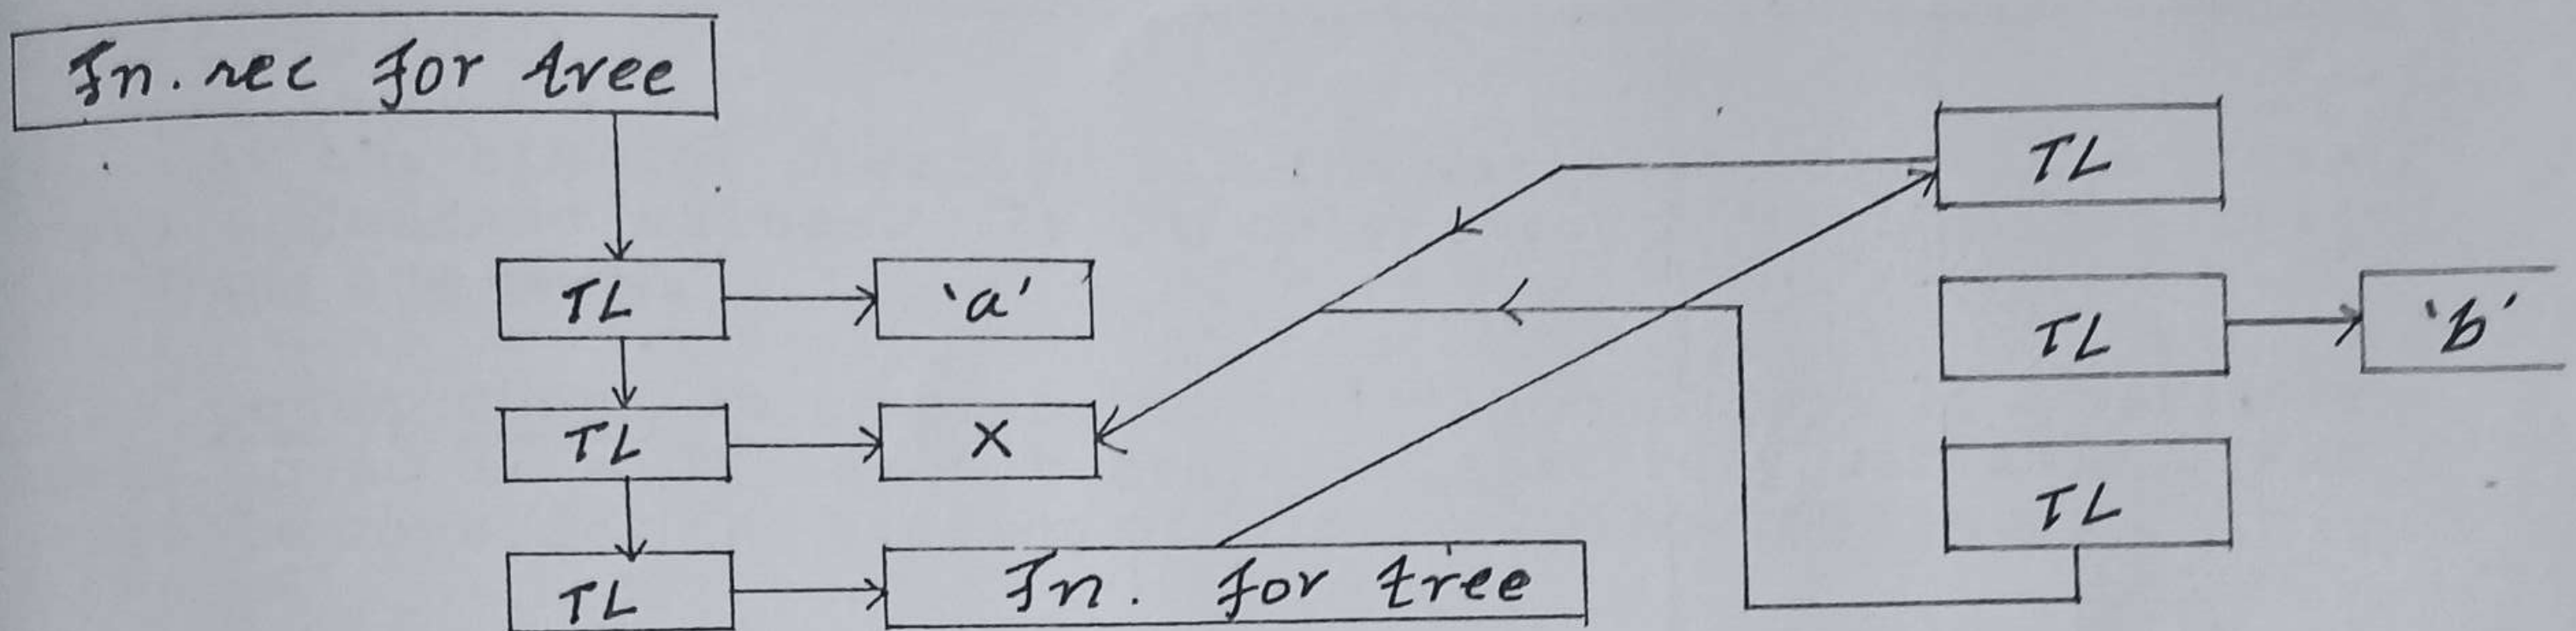 Fn. rec for tree
TL
TL 'a'
TL 'b'
TL X
TL
TL Fn. for tree